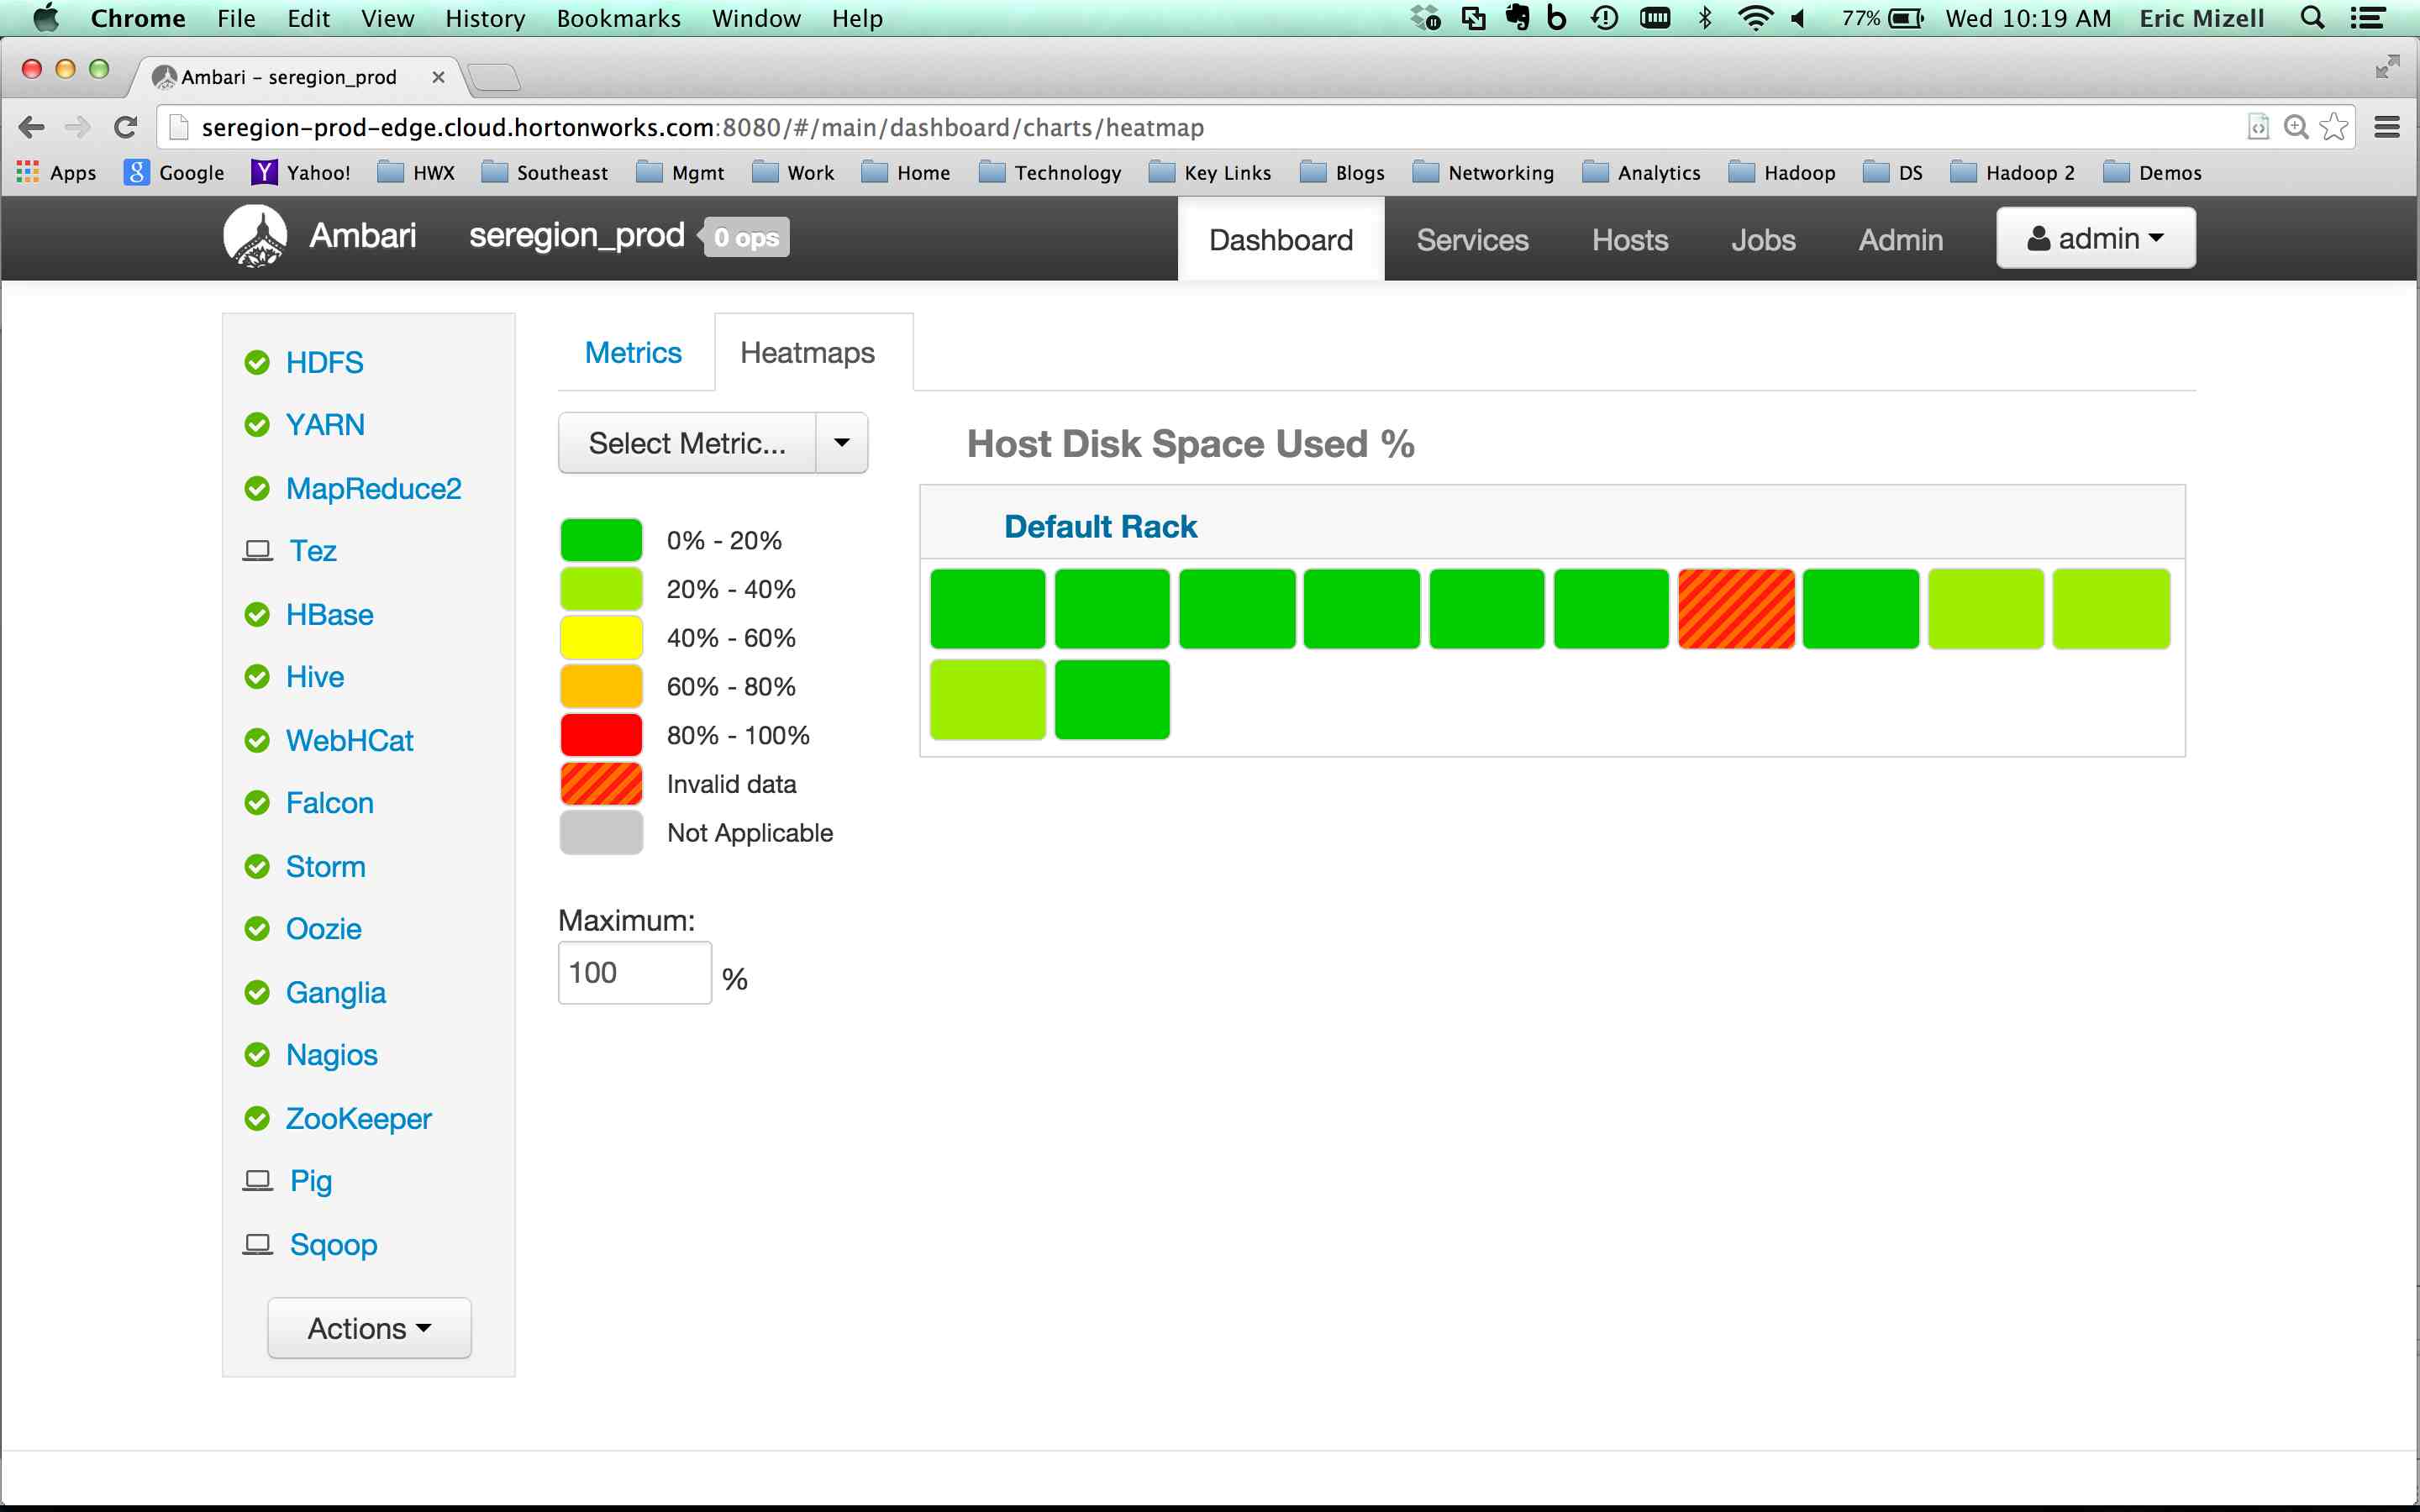 Chrome File Edit View History Bookmarks Window Help 77% Wed 10:19 AM Eric Mizell
Ambari – seregion_prod
seregion-prod-edge.cloud.hortonworks.com:8080/#/main/dashboard/charts/heatmap
Apps Google Yahoo! HWX Southeast Mgmt Work Home Technology Key Links Blogs Networking Analytics Hadoop DS Hadoop 2 Demos
Ambari seregion_prod 0 ops Dashboard Services Hosts Jobs Admin admin
HDFS
YARN
MapReduce2
Tez
HBase
Hive
WebHCat
Falcon
Storm
Oozie
Ganglia
Nagios
ZooKeeper
Pig
Sqoop
Actions
Metrics Heatmaps
Select Metric...
0% - 20%
20% - 40%
40% - 60%
60% - 80%
80% - 100%
Invalid data
Not Applicable
Maximum:
100 %
Host Disk Space Used %
Default Rack